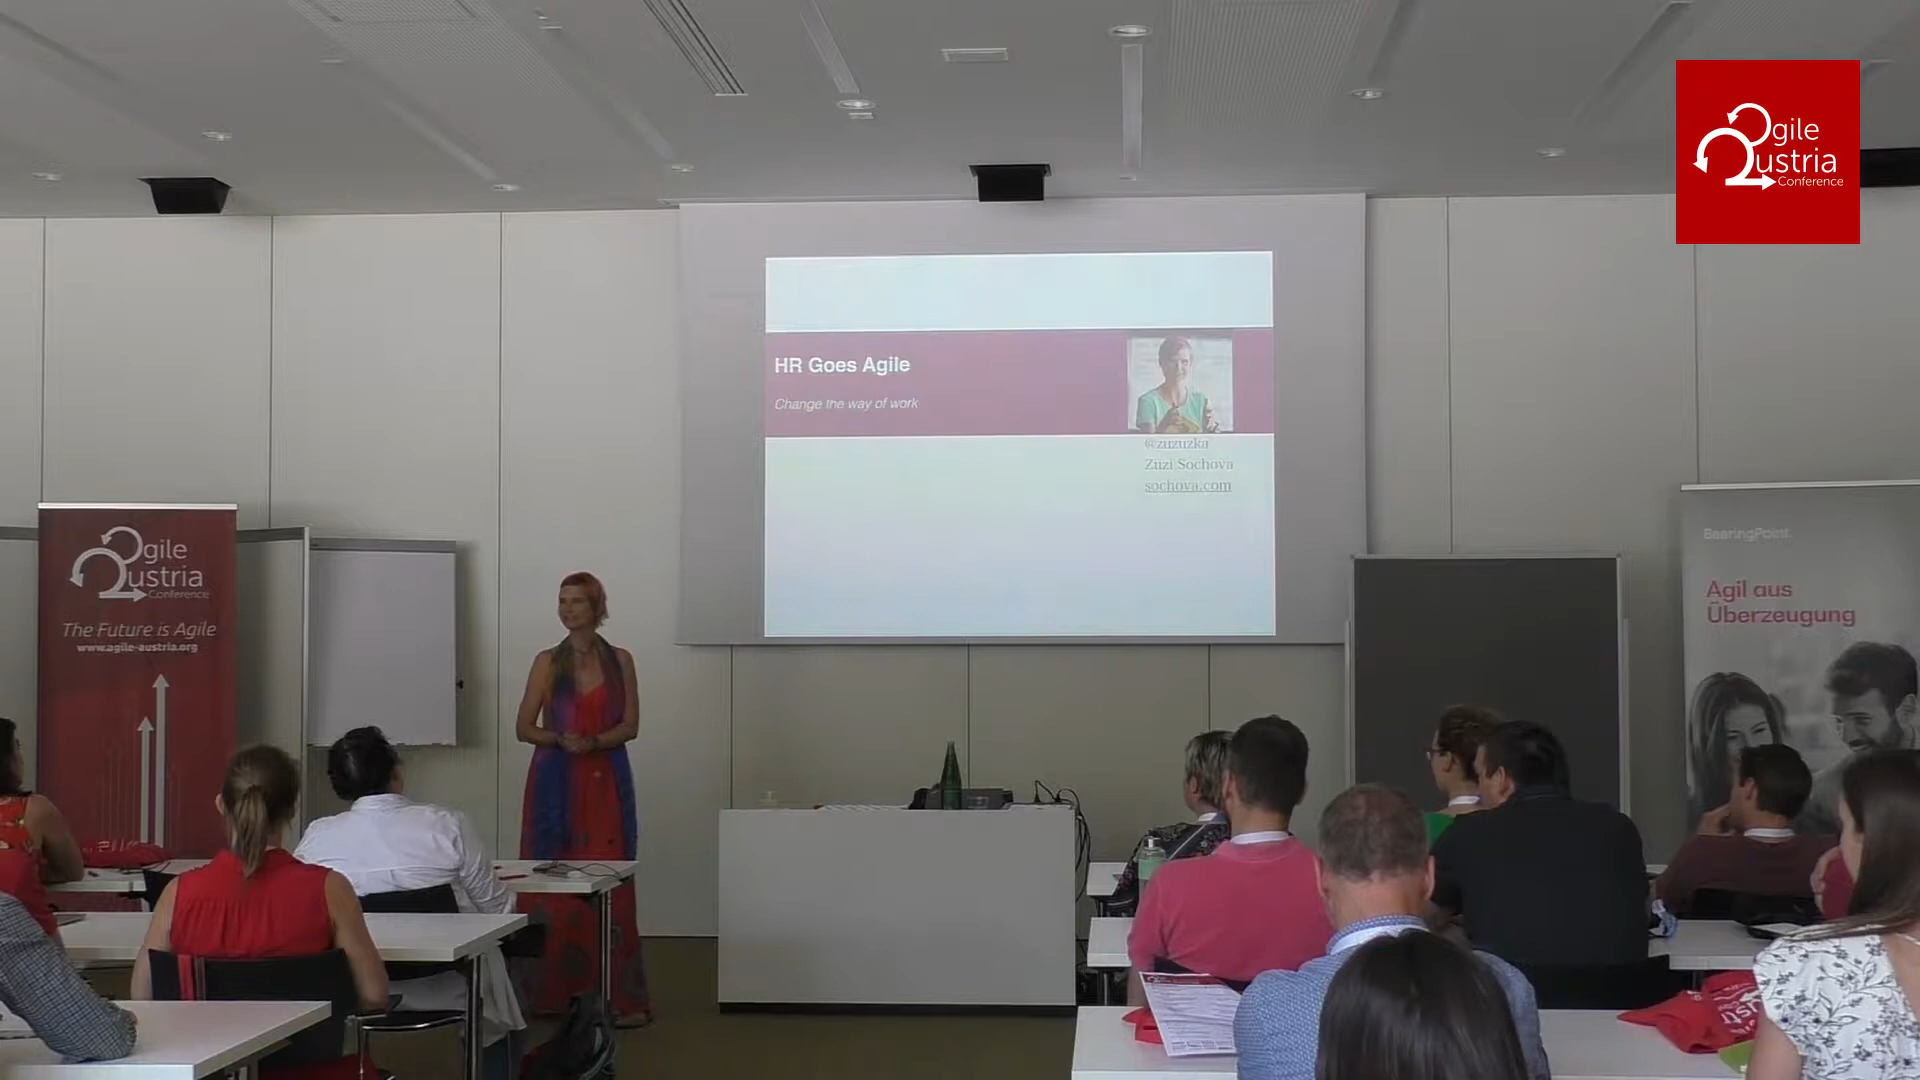 agile
austria
Conference
HR Goes Agile
Change the way of work
@zuzuzka
Zuzi Sochova
sochova.com
agile
austria
Conference
The Future is Agile
www.agile-austria.org
BearingPoint.
Agil aus
Überzeugung